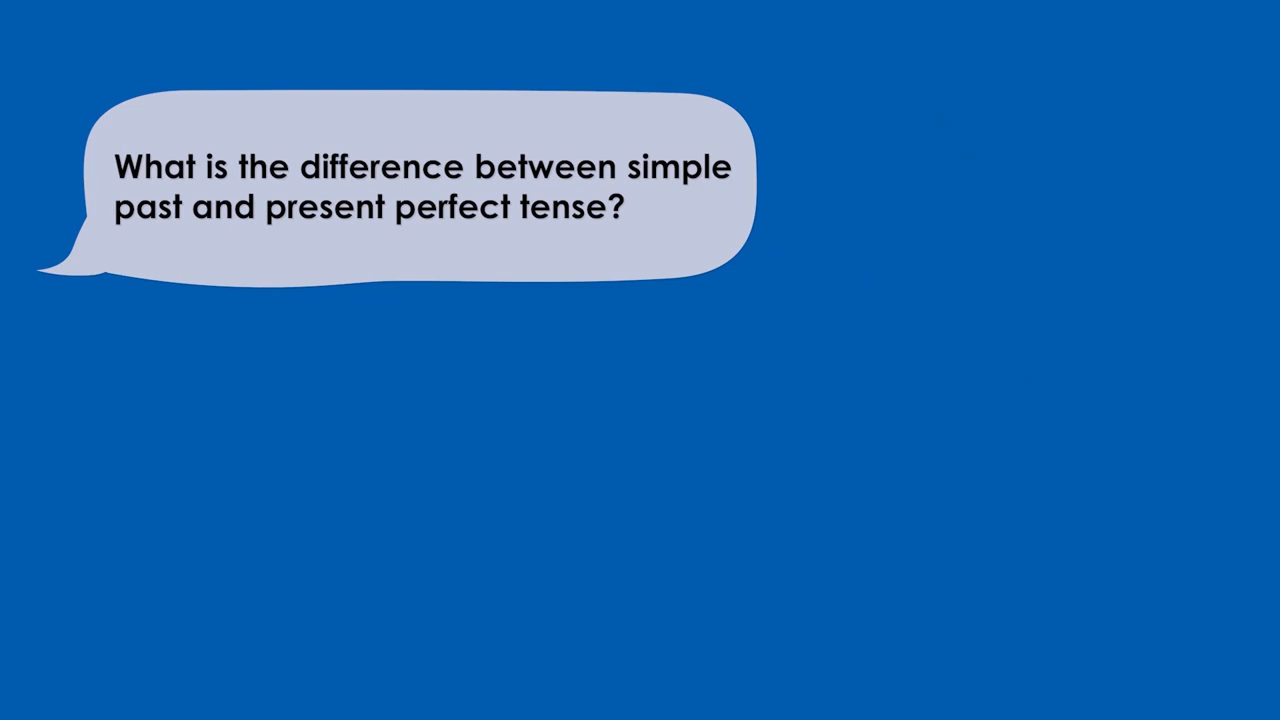 What is the difference between simple
past and present perfect tense?